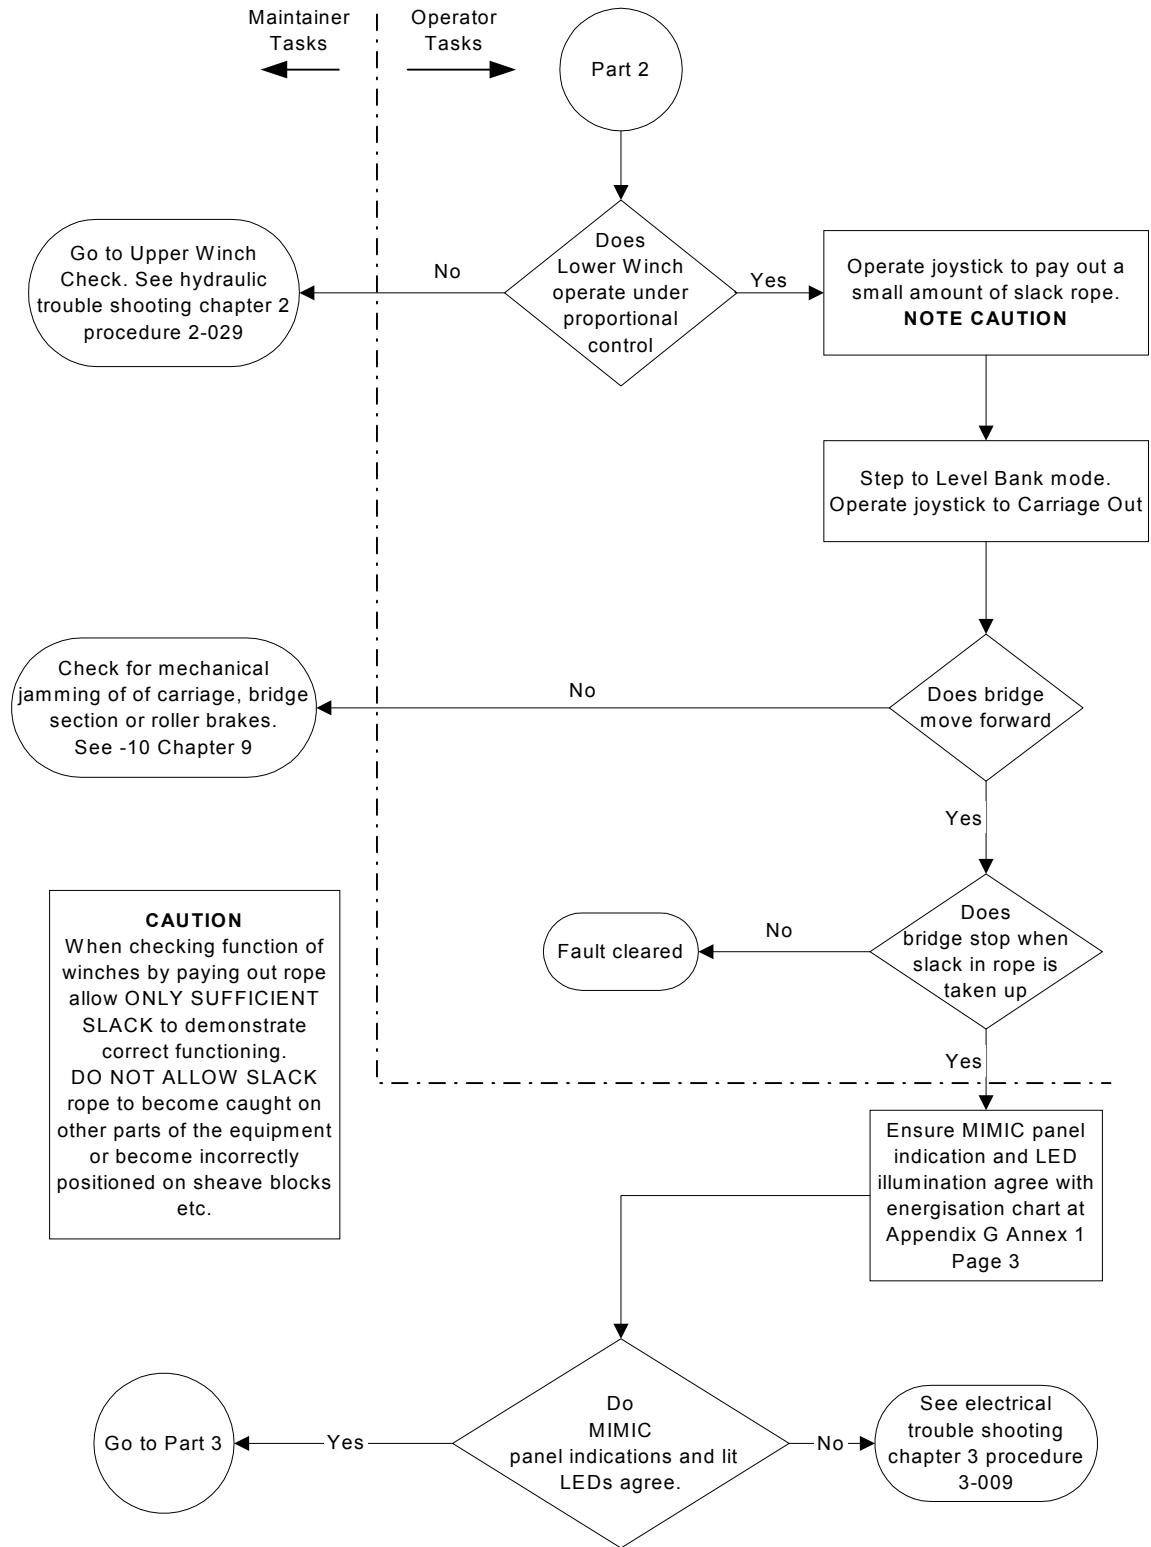 Maintainer
Tasks
Operator
Tasks
Part 2
Does
Lower Winch
operate under
proportional
control
No
Yes
Go to Upper Winch
Check. See hydraulic
trouble shooting chapter 2
procedure 2-029
Operate joystick to pay out a
small amount of slack rope.
NOTE CAUTION
Step to Level Bank mode.
Operate joystick to Carriage Out
Does bridge
move forward
No
Check for mechanical
jamming of of carriage, bridge
section or roller brakes.
See -10 Chapter 9
Yes
Does
bridge stop when
slack in rope is
taken up
No
Fault cleared
Yes
CAUTION
When checking function of
winches by paying out rope
allow ONLY SUFFICIENT
SLACK to demonstrate
correct functioning.
DO NOT ALLOW SLACK
rope to become caught on
other parts of the equipment
or become incorrectly
positioned on sheave blocks
etc.
Ensure MIMIC panel
indication and LED
illumination agree with
energisation chart at
Appendix G Annex 1
Page 3
Do
MIMIC
panel indications and lit
LEDs agree.
Yes
Go to Part 3
No
See electrical
trouble shooting
chapter 3 procedure
3-009